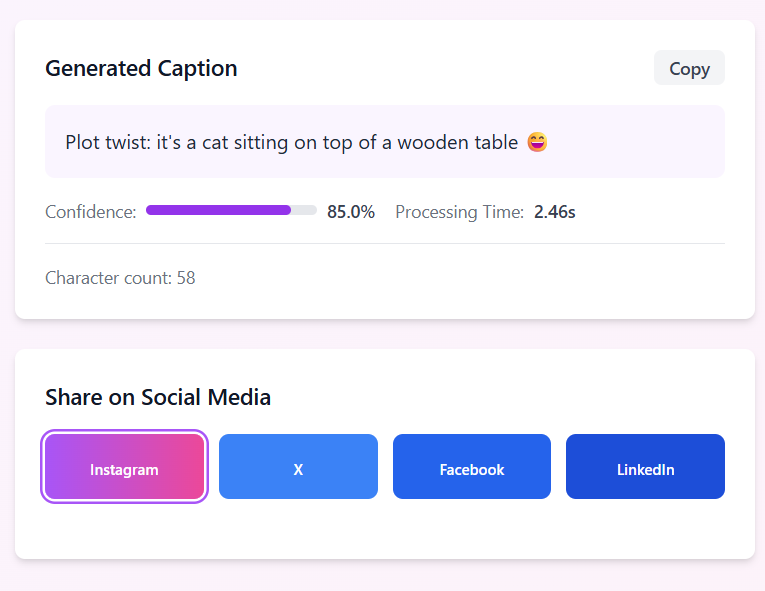 Generated Caption
Copy
Plot twist: it's a cat sitting on top of a wooden table 😄
Confidence: 85.0% Processing Time: 2.46s
Character count: 58
Share on Social Media
Instagram X Facebook LinkedIn